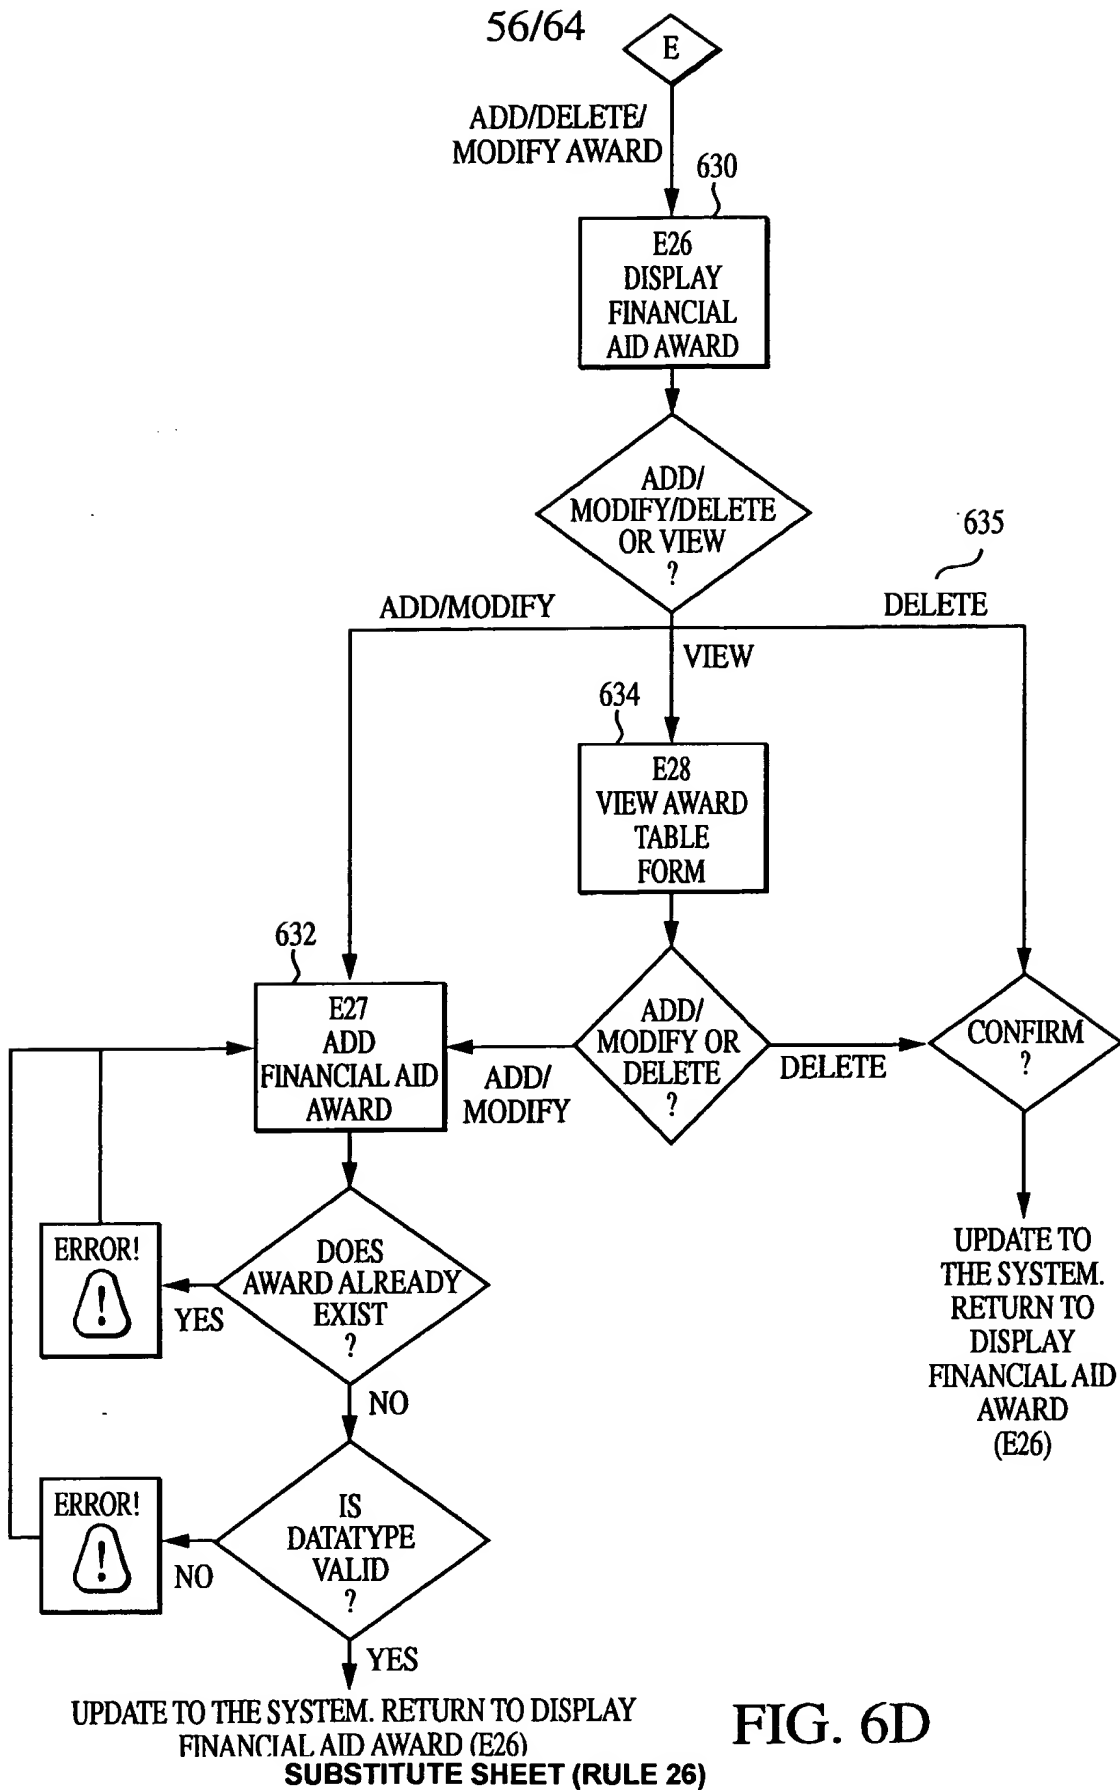 56/64
E
ADD/DELETE/
MODIFY AWARD
630
E26
DISPLAY
FINANCIAL
AID AWARD
ADD/
MODIFY/DELETE
OR VIEW
?
635
ADD/MODIFY
DELETE
VIEW
634
E28
VIEW AWARD
TABLE
FORM
632
E27
ADD
FINANCIAL AID
AWARD
ADD/
MODIFY
ADD/
MODIFY OR
DELETE
?
DELETE
CONFIRM
?
ERROR!
!
YES
DOES
AWARD ALREADY
EXIST
?
UPDATE TO
THE SYSTEM.
RETURN TO
DISPLAY
FINANCIAL AID
AWARD
(E26)
NO
ERROR!
!
NO
IS
DATATYPE
VALID
?
YES
UPDATE TO THE SYSTEM. RETURN TO DISPLAY
FINANCIAL AID AWARD (E26)
FIG. 6D
SUBSTITUTE SHEET (RULE 26)